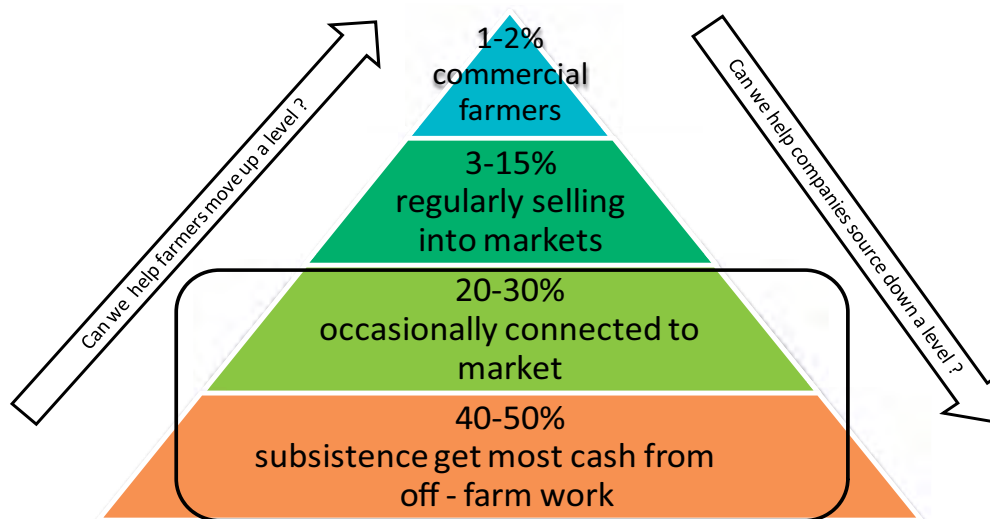 1-2%
commercial
farmers
3-15%
regularly selling
into markets
20-30%
occasionally connected to
market
40-50%
subsistence get most cash from
off - farm work
Can we help farmers move up a level ?
Can we help companies source down a level ?